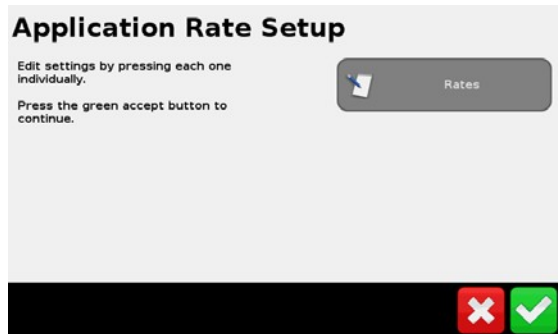 Application Rate Setup
Edit settings by pressing each one
individually.
Rates
Press the green accept button to
continue.